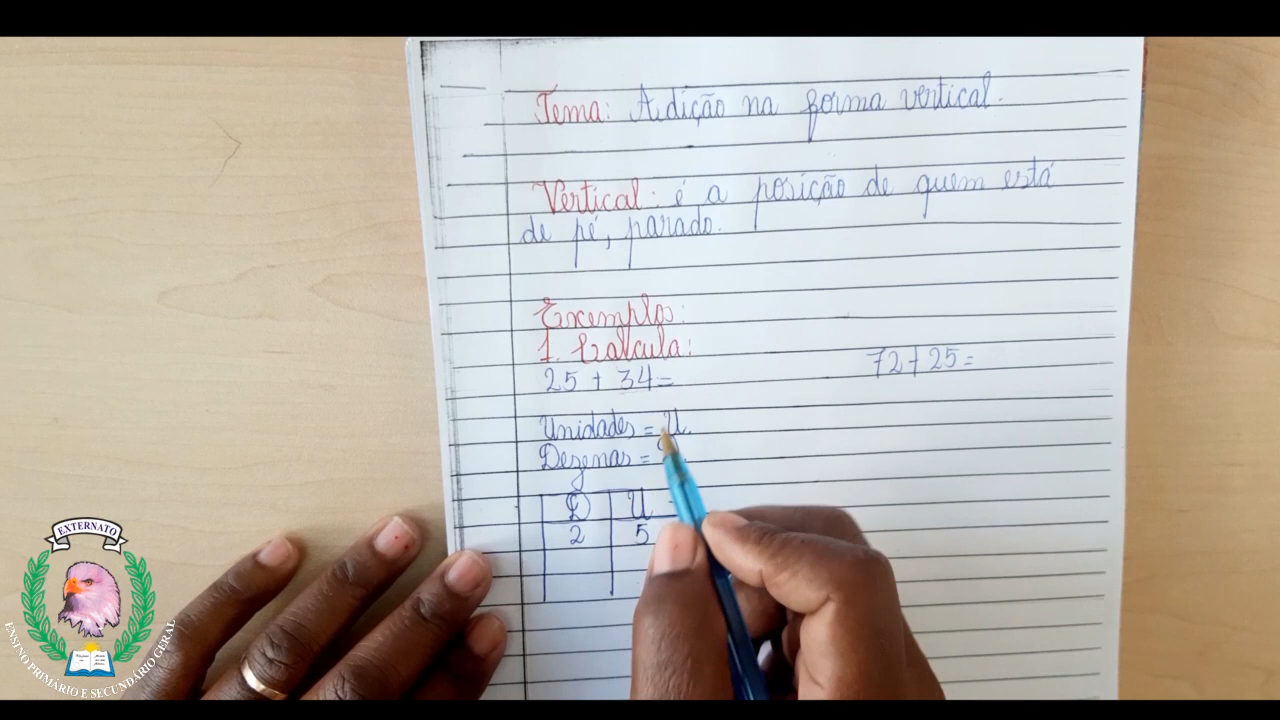 Tema: Adição na forma vertical.
Vertical: é a posição de quem está
de pé, parado.
Exemplos:
1. Calcula:
25 + 34=
72+25=
Unidades = U.
Dezenas =
D U
2 5
EXTERNATO
ENSINO PRIMÁRIO E SECUNDÁRIO GERAL